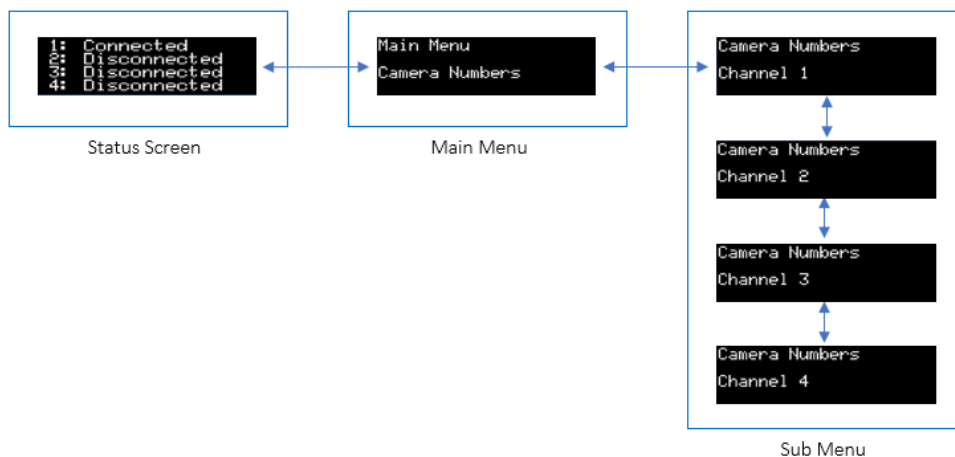 1: Connected
2: Disconnected
3: Disconnected
4: Disconnected
Status Screen
Main Menu
Camera Numbers
Main Menu
Camera Numbers
Channel 1
Camera Numbers
Channel 2
Camera Numbers
Channel 3
Camera Numbers
Channel 4
Sub Menu